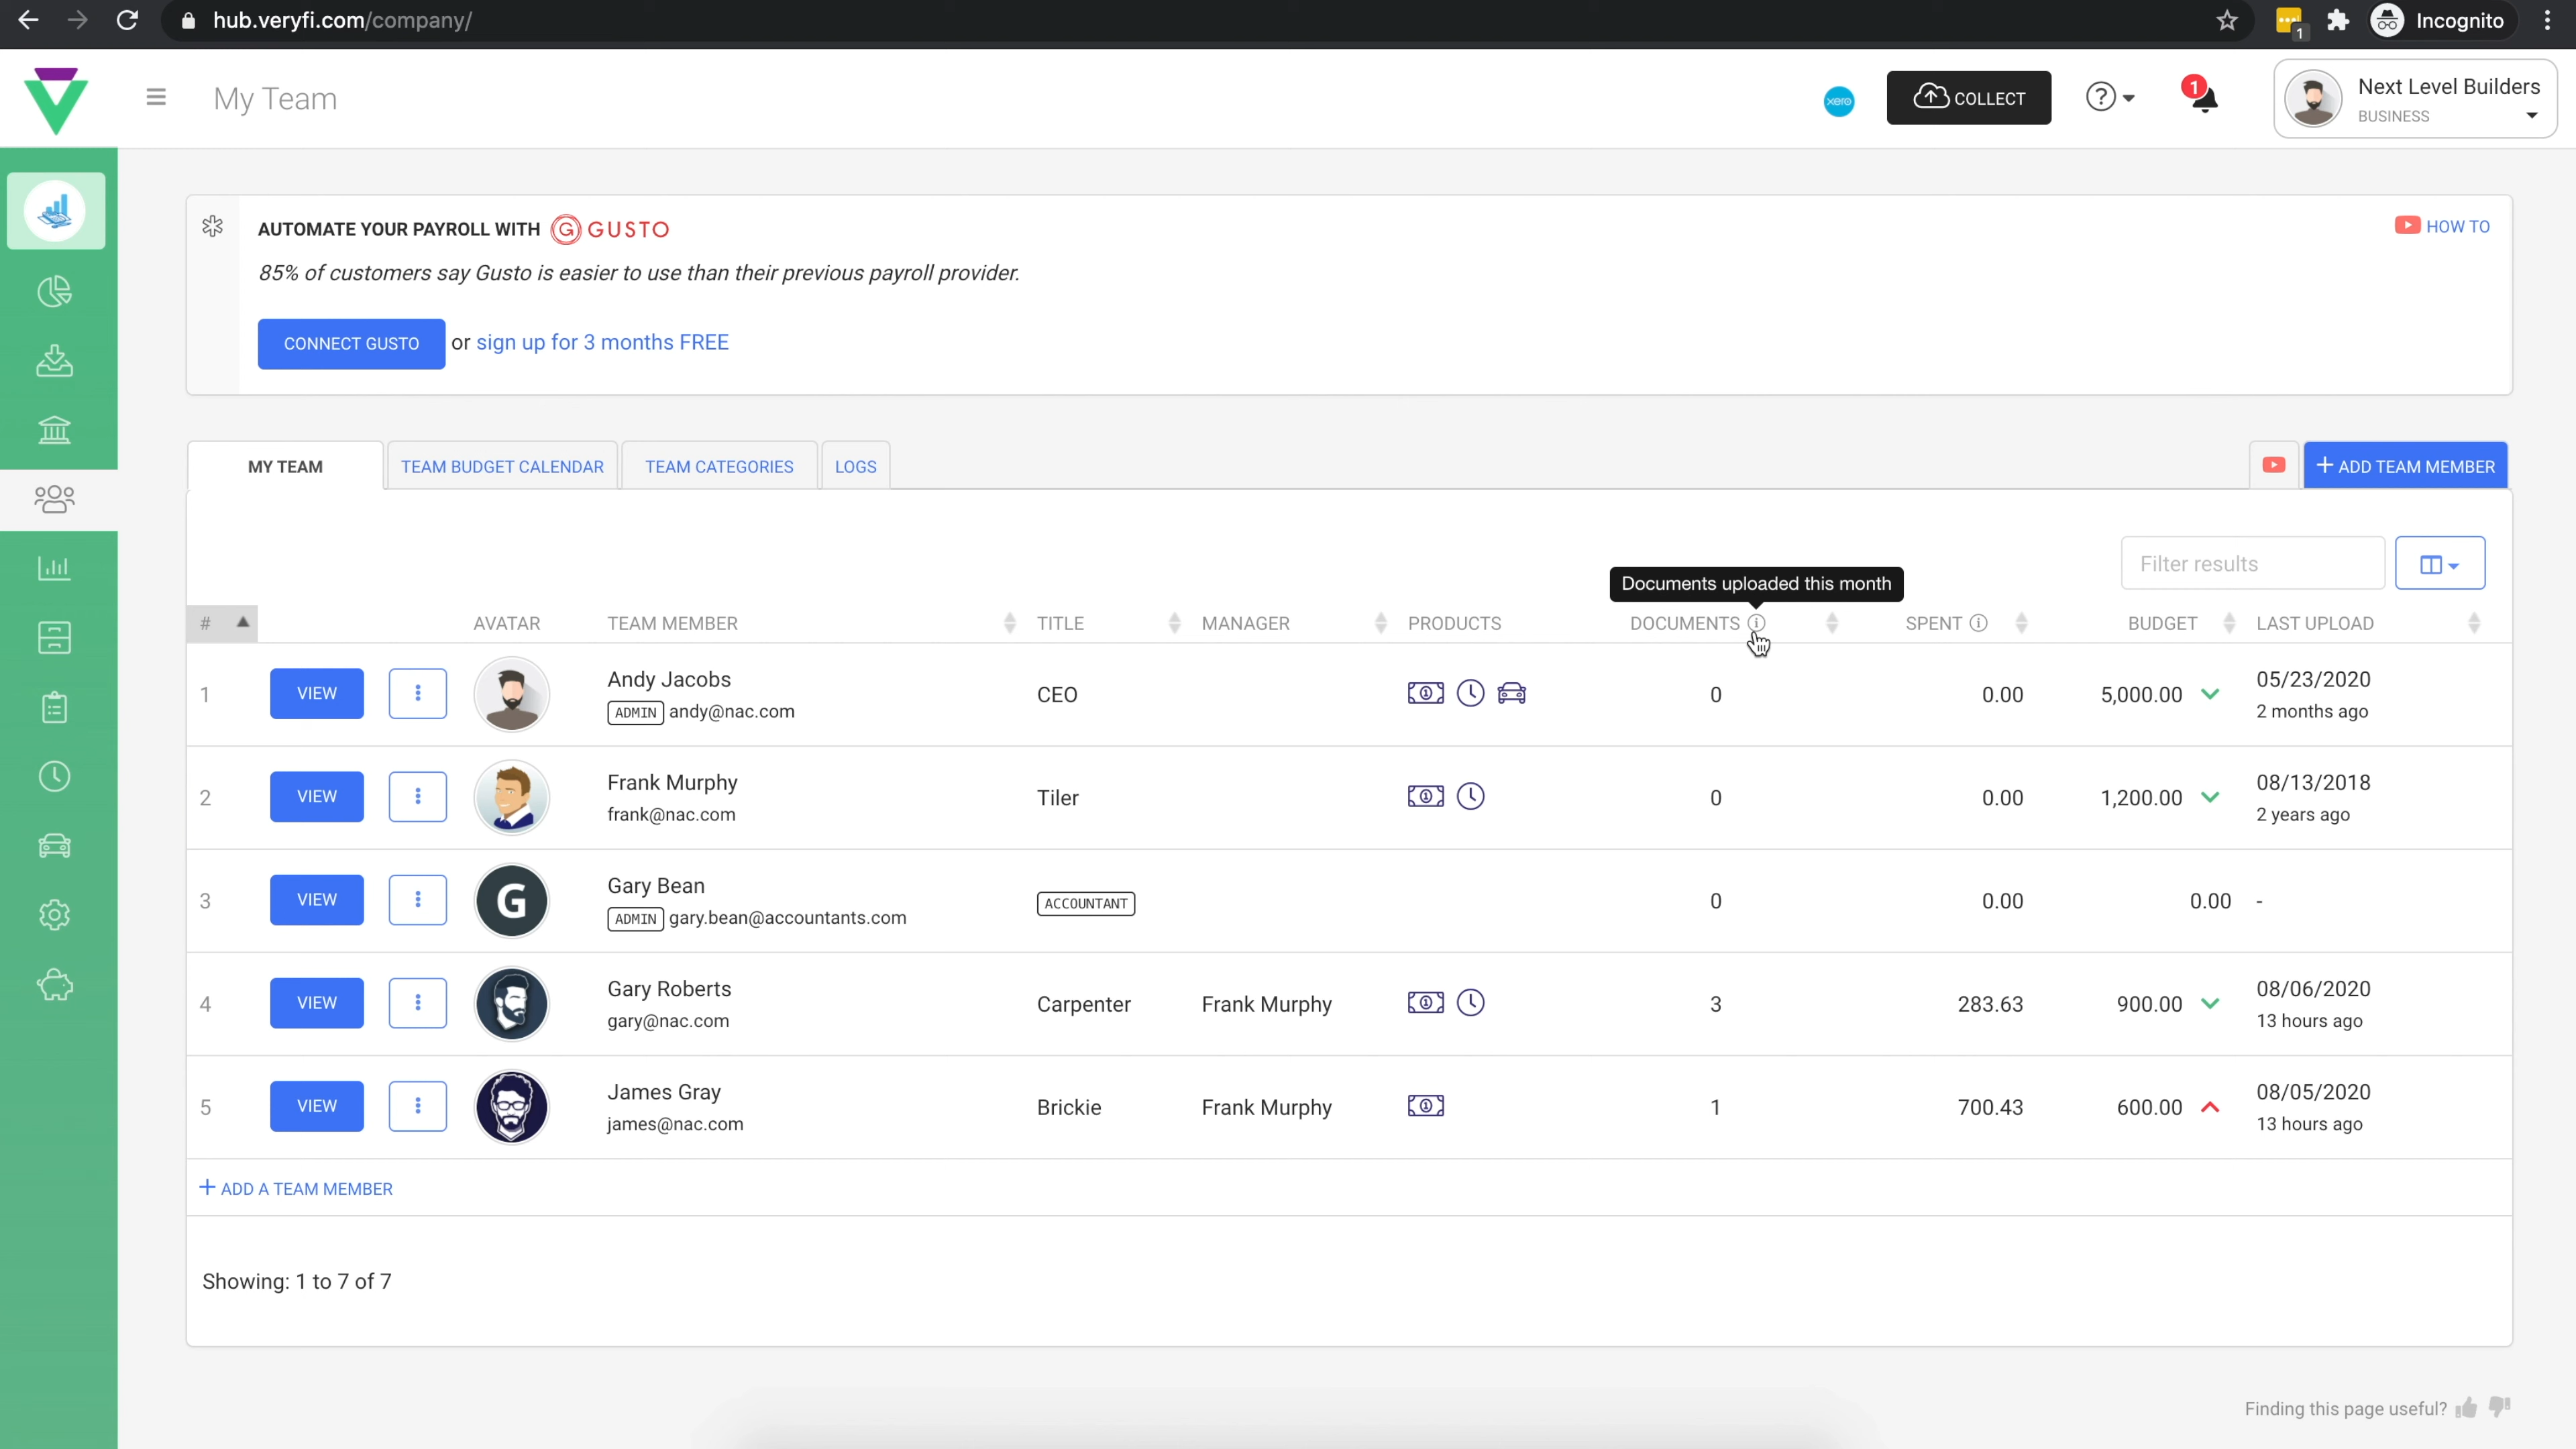 hub.veryfi.com/company/
1
Incognito
My Team
xero
COLLECT
?
1
Next Level Builders
BUSINESS
AUTOMATE YOUR PAYROLL WITH G GUSTO
HOW TO
85% of customers say Gusto is easier to use than their previous payroll provider.
CONNECT GUSTO or sign up for 3 months FREE
MY TEAM TEAM BUDGET CALENDAR TEAM CATEGORIES LOGS
+ ADD TEAM MEMBER
Filter results
Documents uploaded this month
# AVATAR TEAM MEMBER TITLE MANAGER PRODUCTS DOCUMENTS SPENT BUDGET LAST UPLOAD
1 VIEW Andy Jacobs CEO 0 0.00 5,000.00 05/23/2020
ADMIN andy@nac.com 2 months ago
2 VIEW Frank Murphy Tiler 0 0.00 1,200.00 08/13/2018
frank@nac.com 2 years ago
3 VIEW G Gary Bean ACCOUNTANT 0 0.00 0.00 -
ADMIN gary.bean@accountants.com
4 VIEW Gary Roberts Carpenter Frank Murphy 3 283.63 900.00 08/06/2020
gary@nac.com 13 hours ago
5 VIEW James Gray Brickie Frank Murphy 1 700.43 600.00 08/05/2020
james@nac.com 13 hours ago
+ ADD A TEAM MEMBER
Showing: 1 to 7 of 7
Finding this page useful?